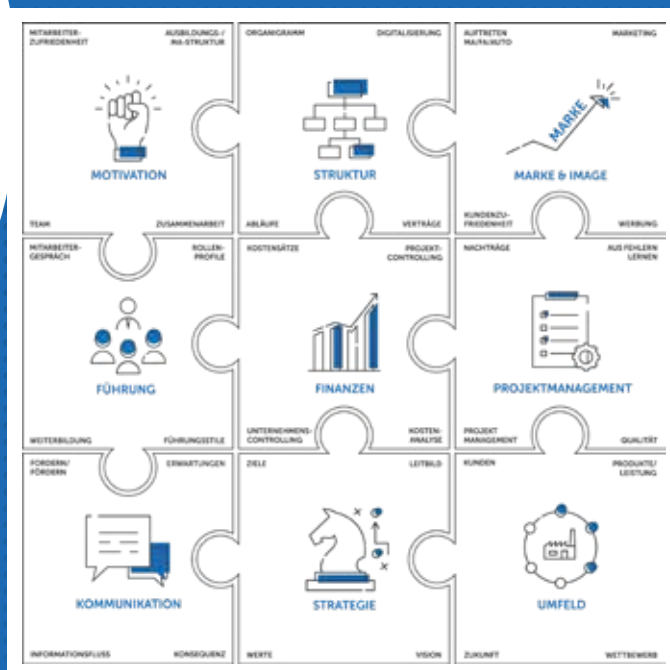 MITARBEITER-
ZUFRIEDENHEIT
AUSBILDUNGS-/
MA-STRUKTUR
MOTIVATION
TEAM
ZUSAMMENARBEIT
ORGANIGRAMM
DIGITALISIERUNG
STRUKTUR
ABLÄUFE
VERTRÄGE
AUFTRETEN
MA/FA/AUTO
MARKETING
MARKE
MARKE & IMAGE
KUNDENZU-
FRIEDENHEIT
WERBUNG
MITARBEITER-
GESPRÄCH
ROLLEN-
PROFILE
FÜHRUNG
WEITERBILDUNG
FÜHRUNGSSTILE
KOSTENSÄTZE
PROJEKT-
CONTROLLING
FINANZEN
UNTERNEHMENS-
CONTROLLING
KOSTEN-
ANALYSE
NACHTRÄGE
AUS FEHLERN
LERNEN
PROJEKTMANAGEMENT
PROJEKT
MANAGEMENT
QUALITÄT
FORDERN/
FÖRDERN
ERWARTUNGEN
KOMMUNIKATION
INFORMATIONSFLUSS
KONSEQUENZ
ZIELE
LEITBILD
STRATEGIE
WERTE
VISION
KUNDEN
PRODUKTE/
LEISTUNG
UMFELD
ZUKUNFT
WETTBEWERB